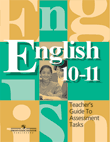 English
10-11
Teacher's
Guide To
Assessment
Tasks